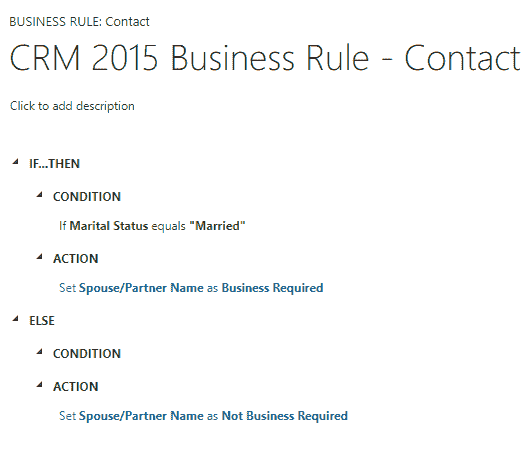 BUSINESS RULE: Contact
CRM 2015 Business Rule - Contact
Click to add description
IF...THEN
CONDITION
If Marital Status equals "Married"
ACTION
Set Spouse/Partner Name as Business Required
ELSE
CONDITION
ACTION
Set Spouse/Partner Name as Not Business Required